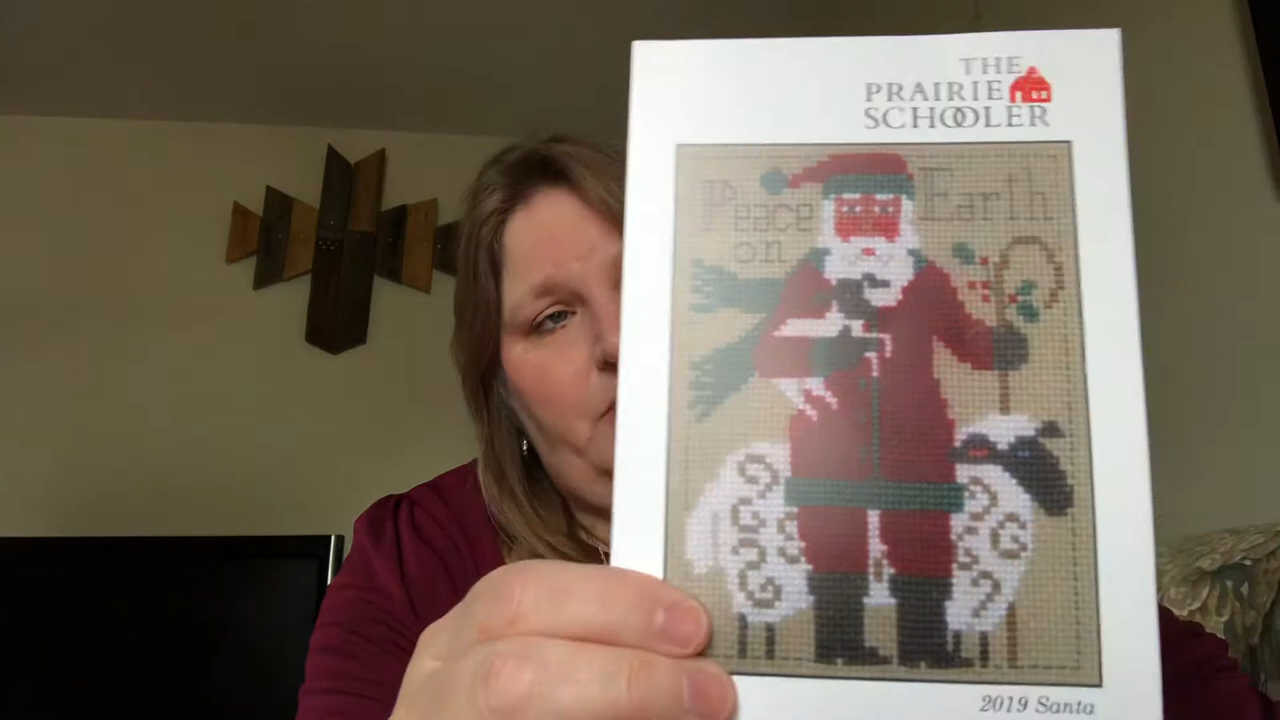 THE
PRAIRIE
SCHOOLER
Peace Earth
on
2019 Santa